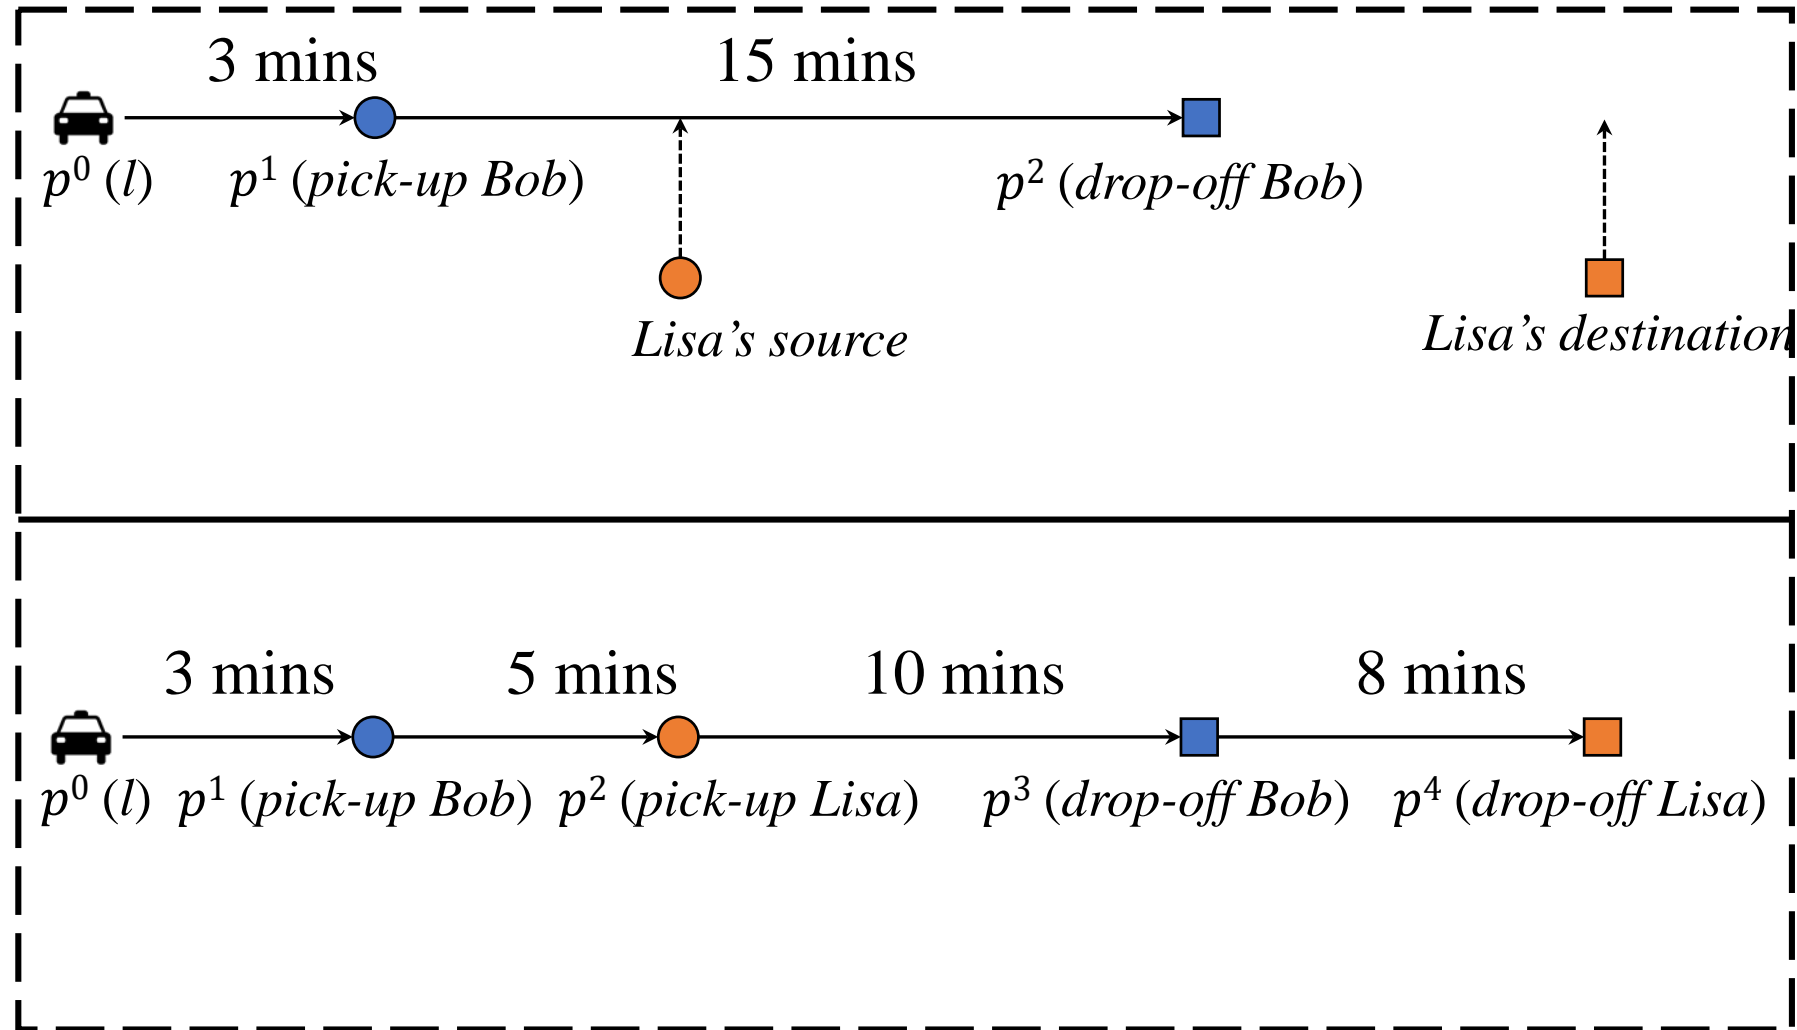 3 mins 15 mins
p⁰ (l) p¹ (pick-up Bob) p² (drop-off Bob)
Lisa’s source Lisa’s destination
3 mins 5 mins 10 mins 8 mins
p⁰ (l) p¹ (pick-up Bob) p² (pick-up Lisa) p³ (drop-off Bob) p⁴ (drop-off Lisa)